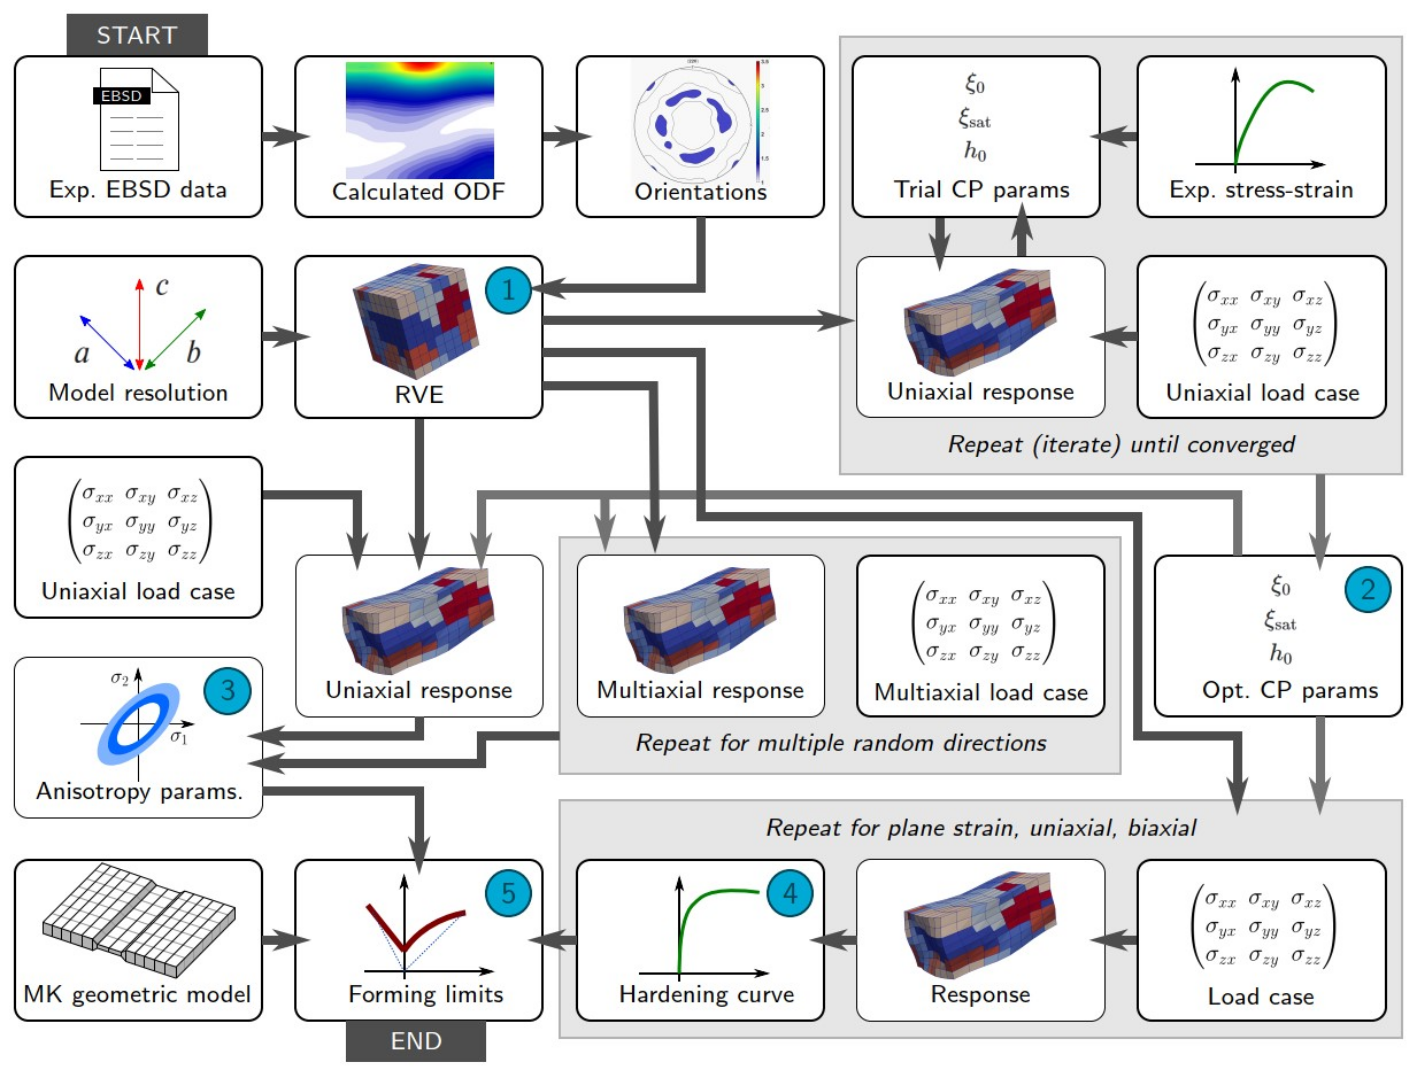 START
EBSD
Exp. EBSD data
Calculated ODF
Orientations
ξ₀
ξsat
h₀
Trial CP params
Exp. stress-strain
c
a
b
Model resolution
1
RVE
Uniaxial response
σxx σxy σxz
σyx σyy σyz
σzx σzy σzz
Uniaxial load case
Repeat (iterate) until converged
σxx σxy σxz
σyx σyy σyz
σzx σzy σzz
Uniaxial load case
Uniaxial response
Multiaxial response
σxx σxy σxz
σyx σyy σyz
σzx σzy σzz
Multiaxial load case
Repeat for multiple random directions
2
ξ₀
ξsat
h₀
Opt. CP params
σ₂
3
σ₁
Anisotropy params.
Repeat for plane strain, uniaxial, biaxial
MK geometric model
5
Forming limits
4
Hardening curve
Response
σxx σxy σxz
σyx σyy σyz
σzx σzy σzz
Load case
END